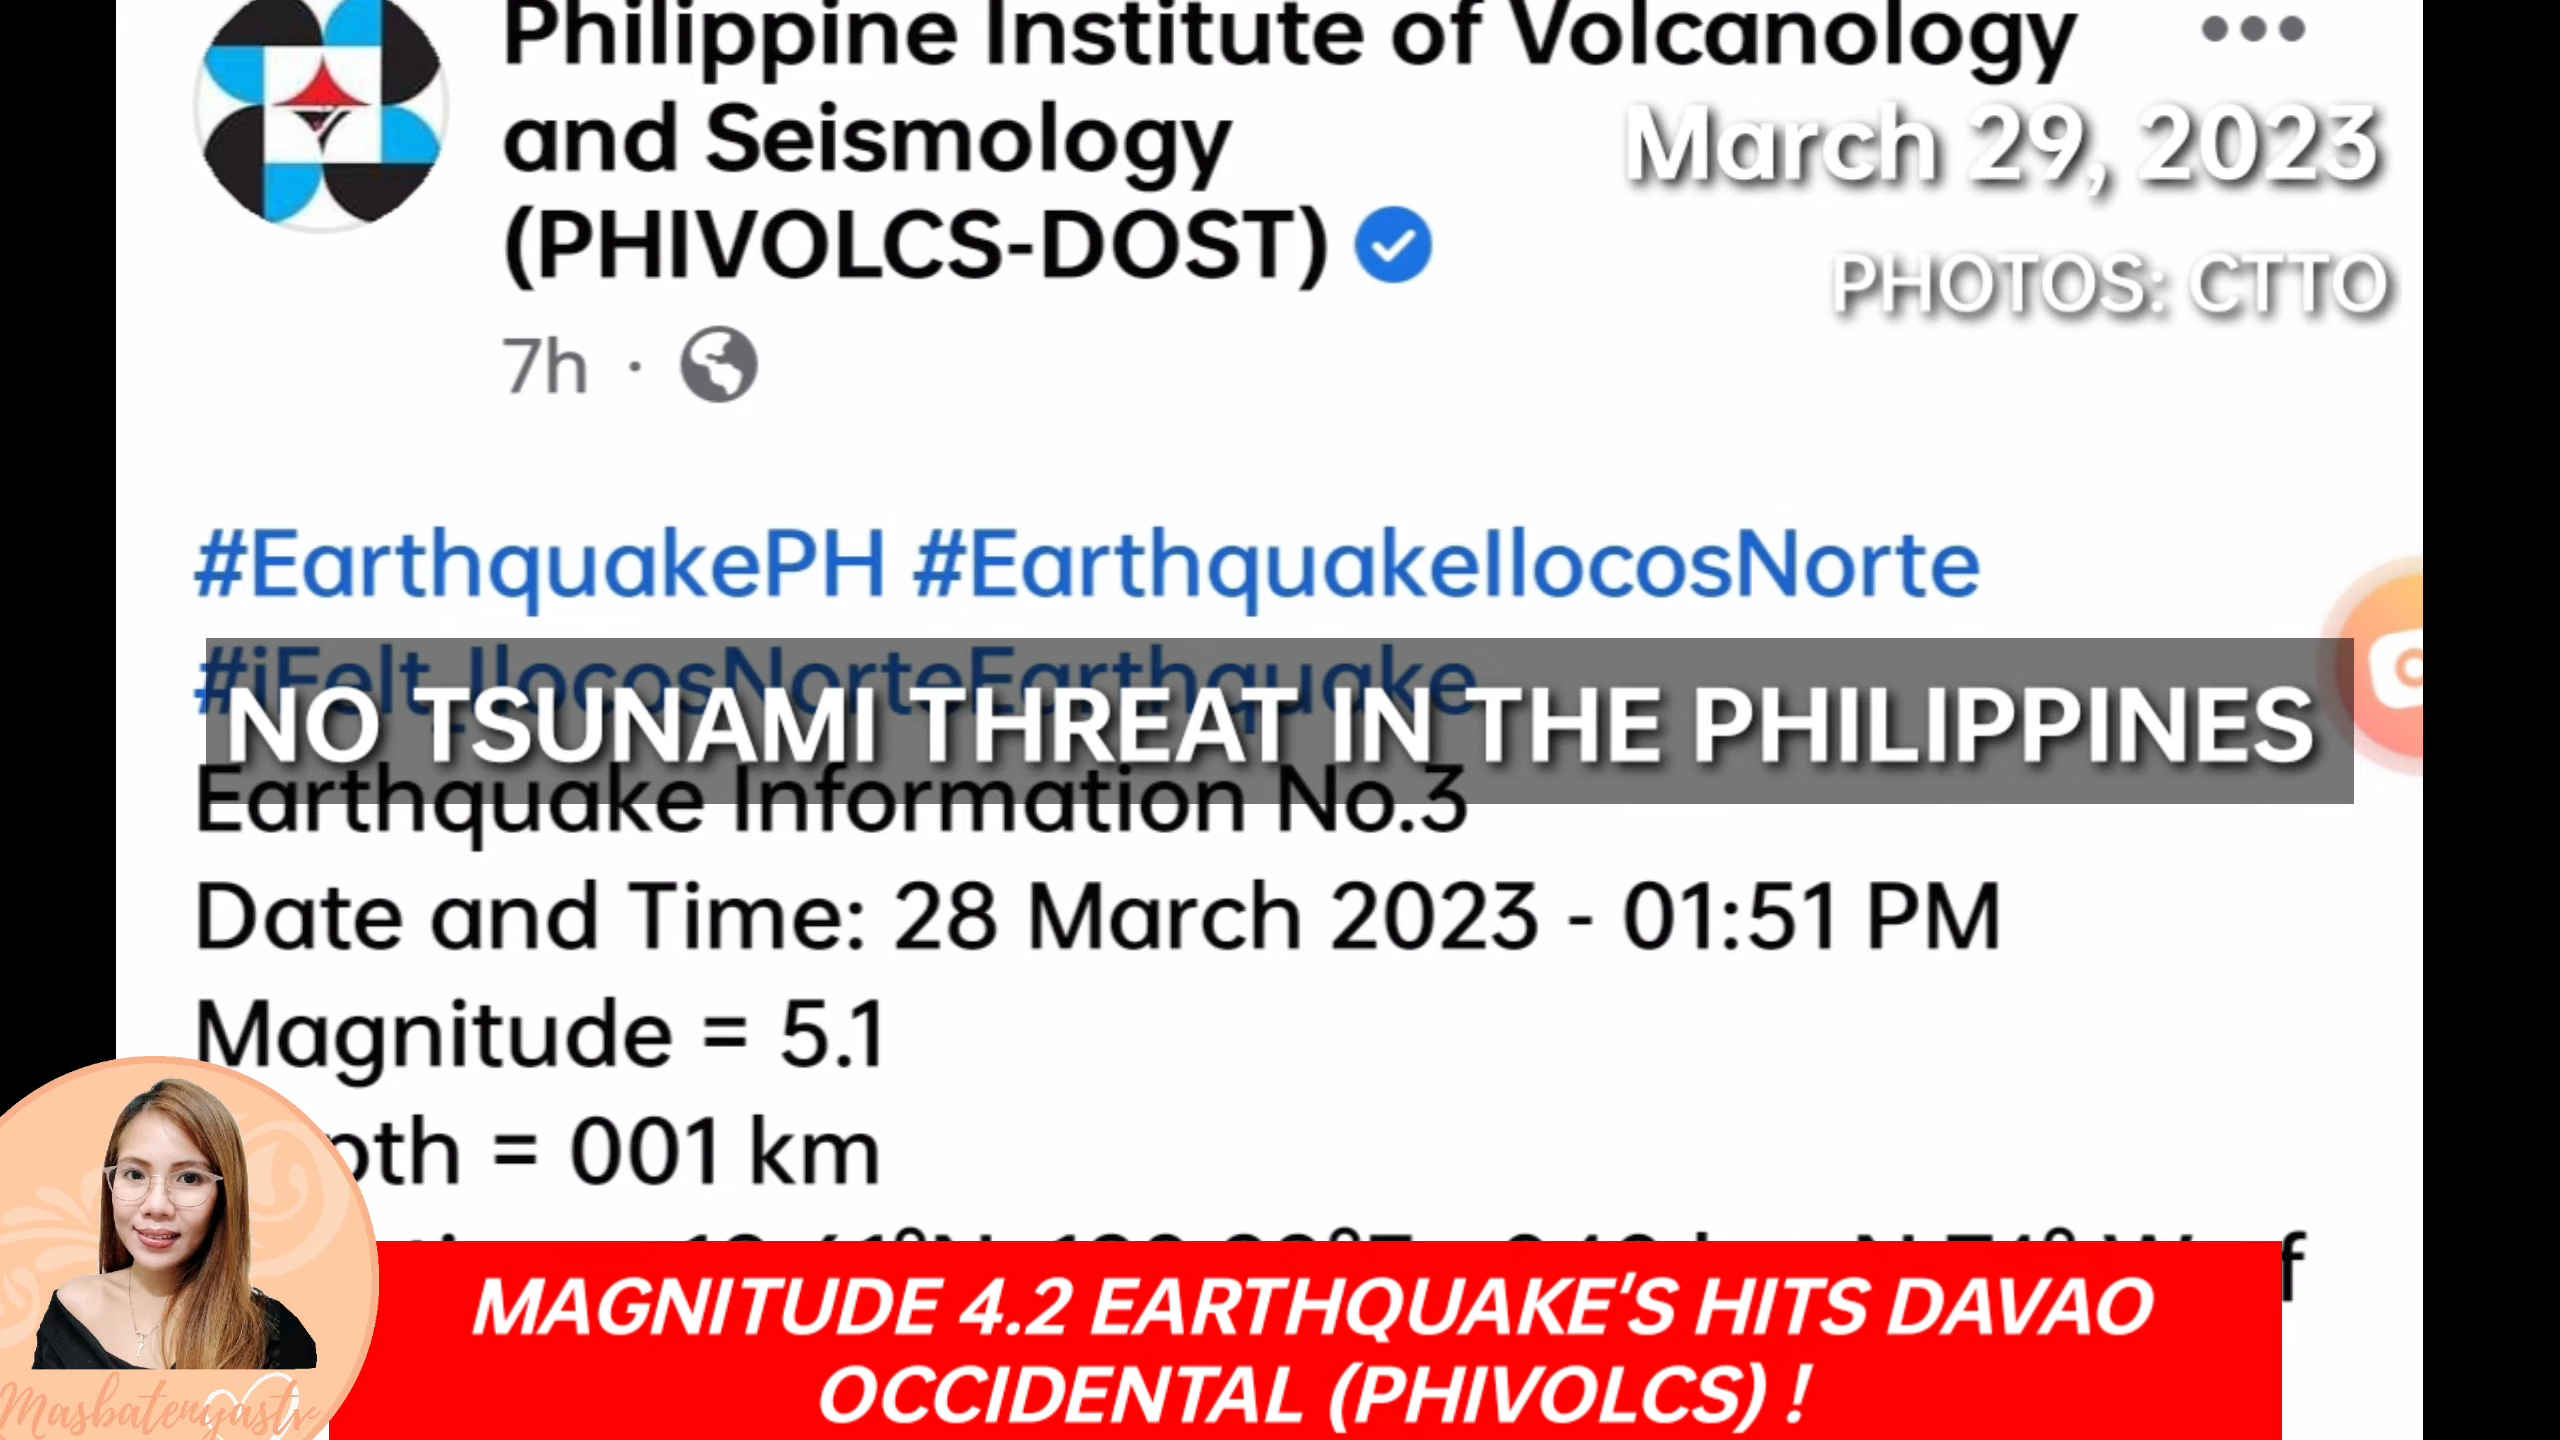 Philippine Institute of Volcanology
and Seismology
(PHIVOLCS-DOST)
March 29, 2023
PHOTOS: CTTO
7h ·
#EarthquakePH #EarthquakeIlocosNorte
#iFelt_IlocosNorteEarthquake
NO TSUNAMI THREAT IN THE PHILIPPINES
Earthquake Information No.3
Date and Time: 28 March 2023 - 01:51 PM
Magnitude = 5.1
= 001 km
MAGNITUDE 4.2 EARTHQUAKE'S HITS DAVAO
OCCIDENTAL (PHIVOLCS) !
Masbatenyastv